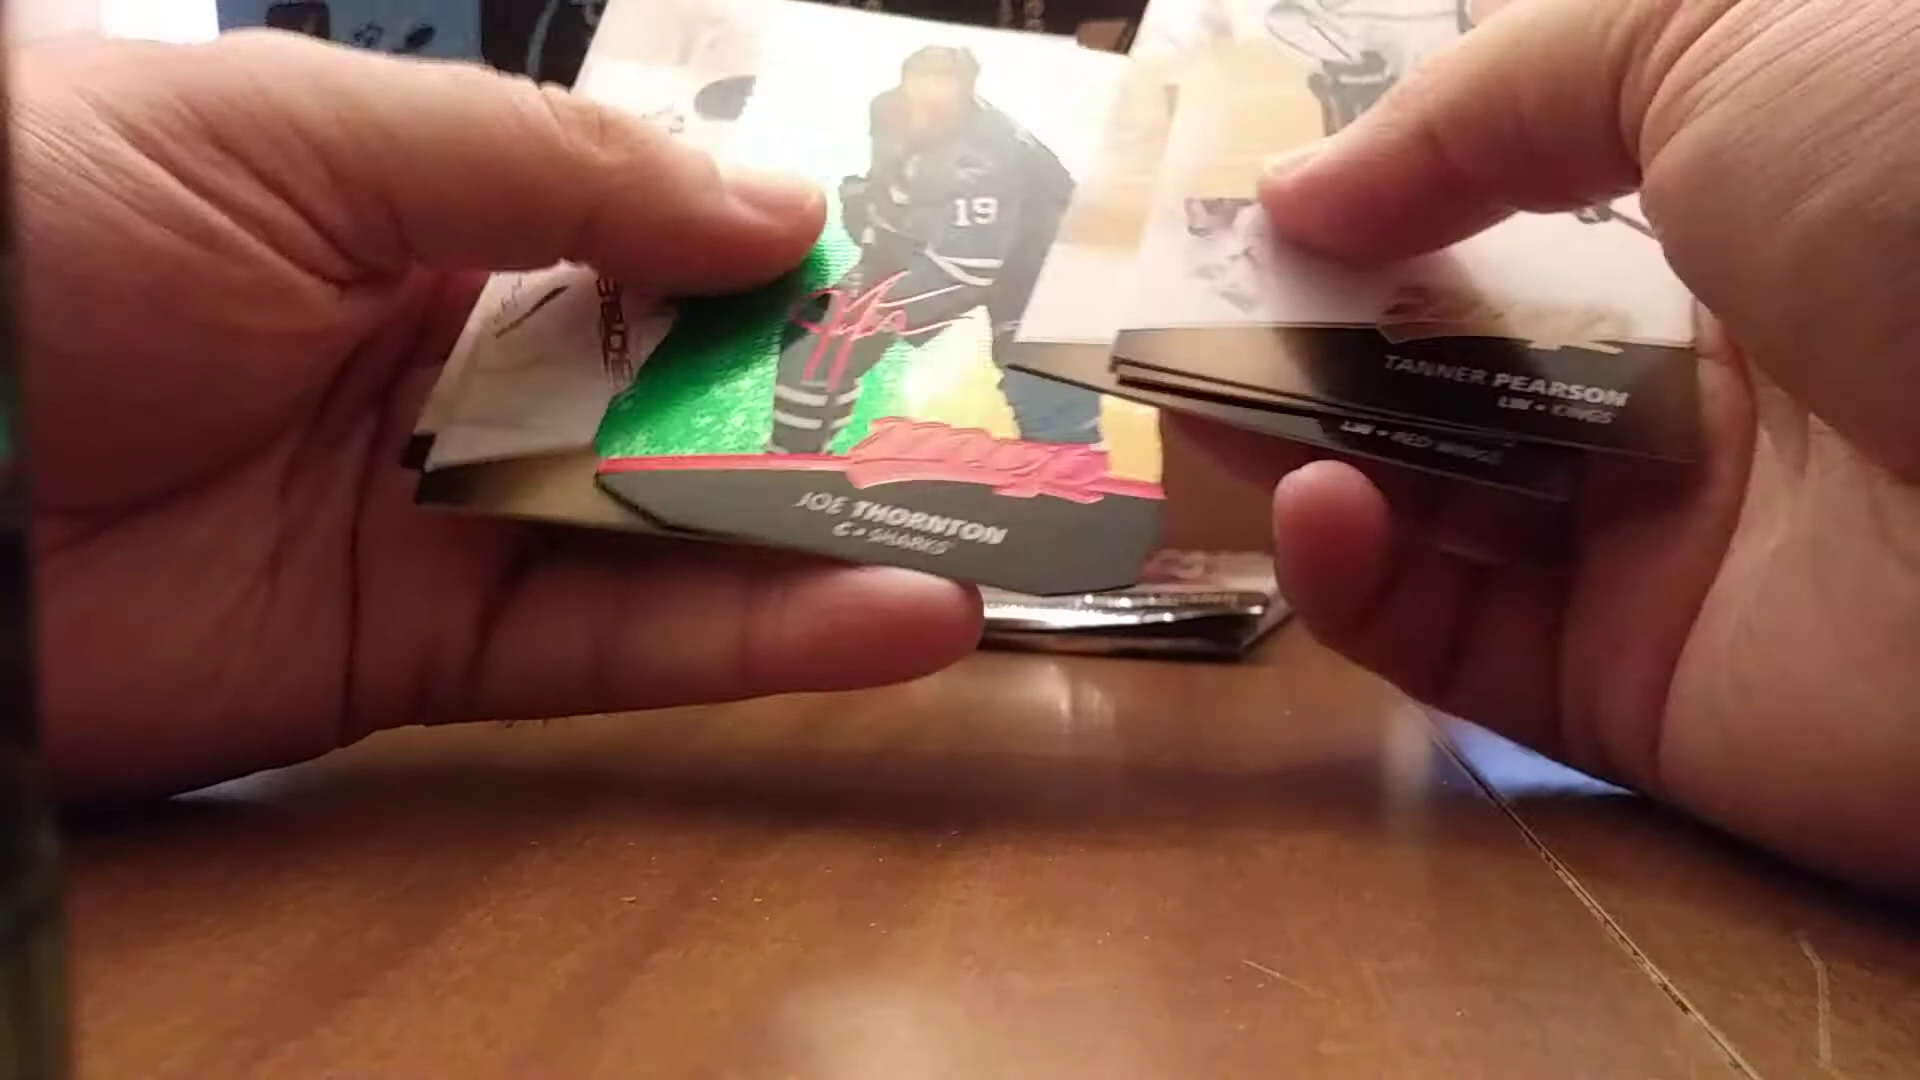 19
JOE THORNTON
C • SHARKS
TANNER PEARSON
LW • KINGS
LW • RED WINGS